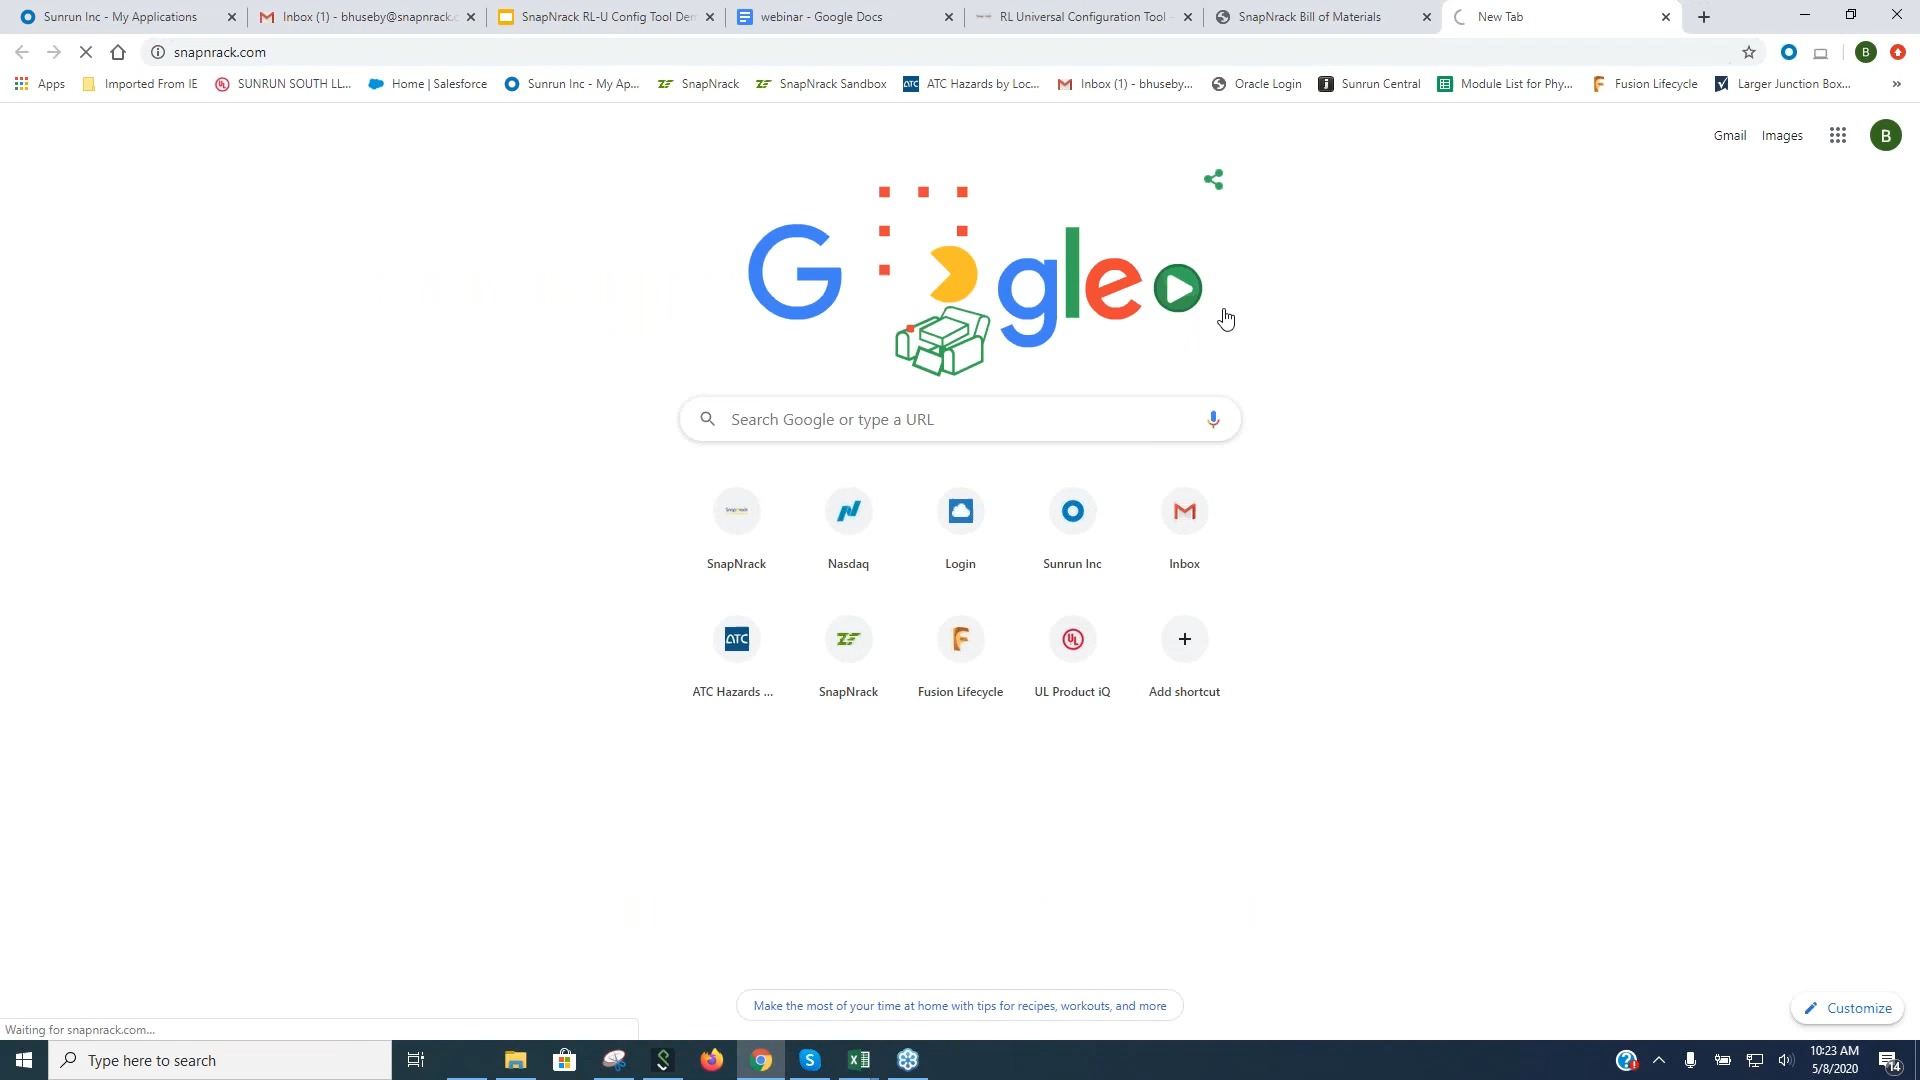 Sunrun Inc - My Applications
Inbox (1) - bhuseby@snapnrack.c
SnapNrack RL-U Config Tool Dem
webinar - Google Docs
RL Universal Configuration Tool -
SnapNrack Bill of Materials
New Tab
snapnrack.com
B
Apps
Imported From IE
SUNRUN SOUTH LL...
Home | Salesforce
Sunrun Inc - My Ap...
SnapNrack
SnapNrack Sandbox
ATC Hazards by Loc...
Inbox (1) - bhuseby...
Oracle Login
Sunrun Central
Module List for Phy...
Fusion Lifecycle
Larger Junction Box...
»
Gmail
Images
B
G gle
Search Google or type a URL
SnapNrack
Nasdaq
Login
Sunrun Inc
Inbox
ATC
UL
ATC Hazards ...
SnapNrack
Fusion Lifecycle
UL Product iQ
Add shortcut
Make the most of your time at home with tips for recipes, workouts, and more
Customize
Waiting for snapnrack.com...
Type here to search
10:23 AM
5/8/2020
14